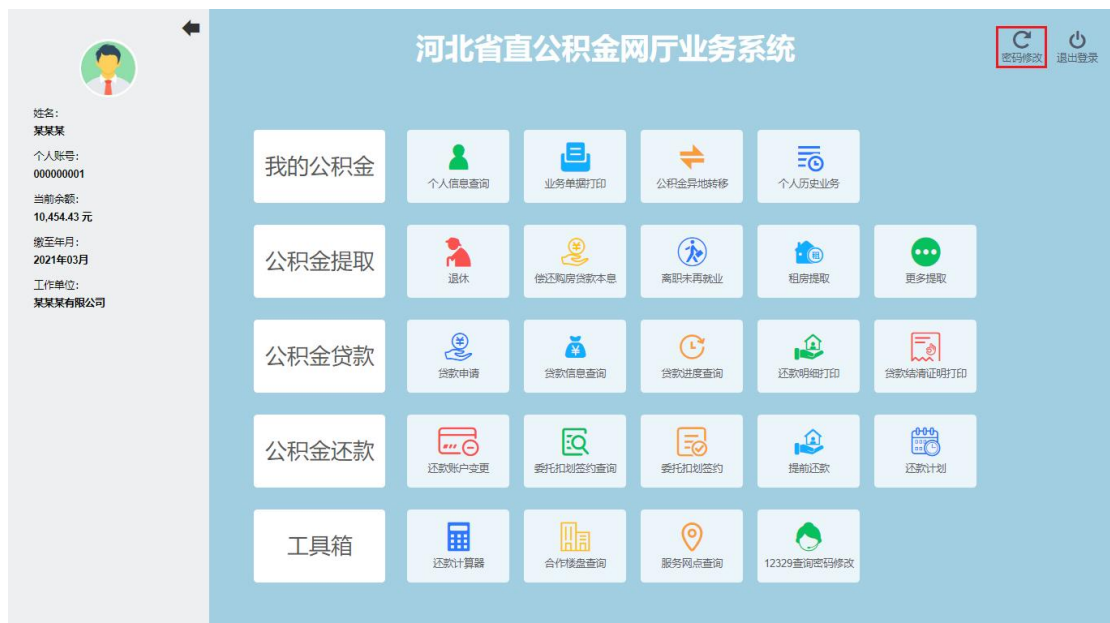 河北省直公积金网厅业务系统
密码修改
退出登录
姓名：
某某某
个人账号：
000000001
当前余额：
10,454.43 元
缴至年月：
2021年03月
工作单位：
某某某有限公司
我的公积金
个人信息查询
业务单据打印
公积金异地转移
个人历史业务
公积金提取
退休
偿还购房贷款本息
离职未再就业
租
租房提取
更多提取
公积金贷款
贷款申请
贷款信息查询
贷款进度查询
还款明细打印
贷款结清证明打印
公积金还款
还款账户变更
委托扣划签约查询
委托扣划签约
提前还款
还款计划
工具箱
还款计算器
合作楼盘查询
服务网点查询
12329查询密码修改